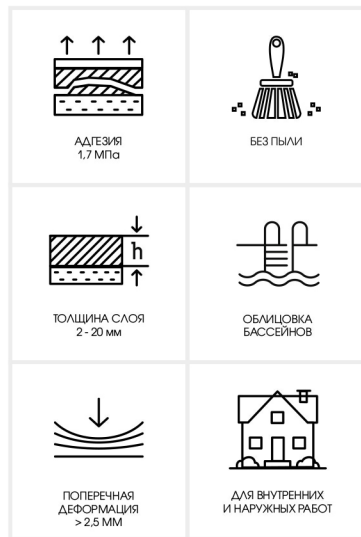 АДГЕЗИЯ
1,7 МПа
БЕЗ ПЫЛИ
h
ТОЛЩИНА СЛОЯ
2 - 20 мм
ОБЛИЦОВКА
БАССЕЙНОВ
ПОПЕРЕЧНАЯ
ДЕФОРМАЦИЯ
> 2,5 ММ
ДЛЯ ВНУТРЕННИХ
И НАРУЖНЫХ РАБОТ